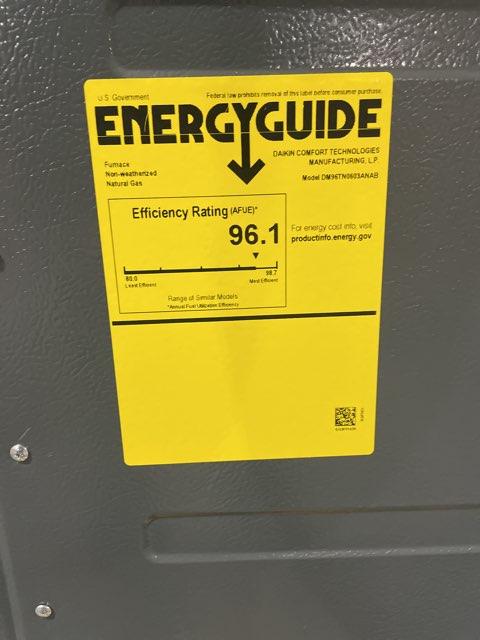 U.S. Government
Federal law prohibits removal of this label before consumer purchase.
ENERGYGUIDE
Furnace
Non-weatherized
Natural Gas
DAIKIN COMFORT TECHNOLOGIES
MANUFACTURING, L.P.
Model DM96TN0603ANAB
Efficiency Rating (AFUE)*
96.1
80.0
Least Efficient
98.7
Most Efficient
Range of Similar Models
*Annual Fuel Utilization Efficiency
For energy cost info, visit
productinfo.energy.gov